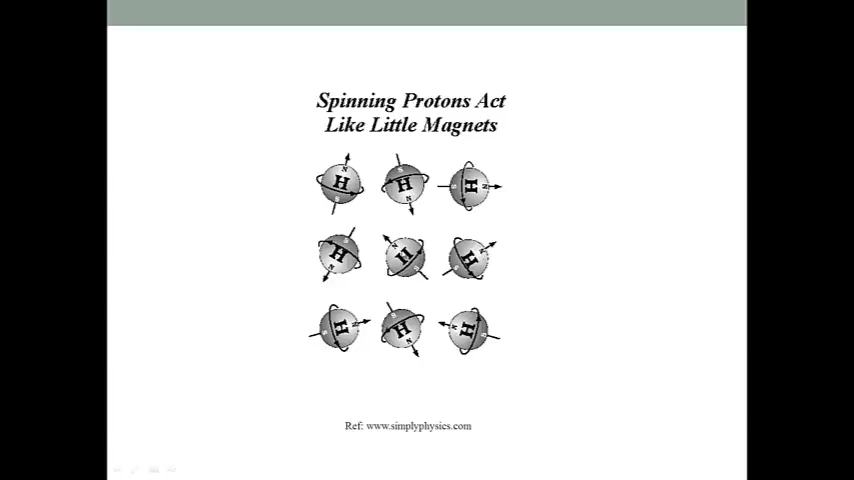 Spinning Protons Act
Like Little Magnets
N H S
S H N
S H N
S H N
N H S
S H N
S H N
S H N
N H S
Ref: www.simplyphysics.com